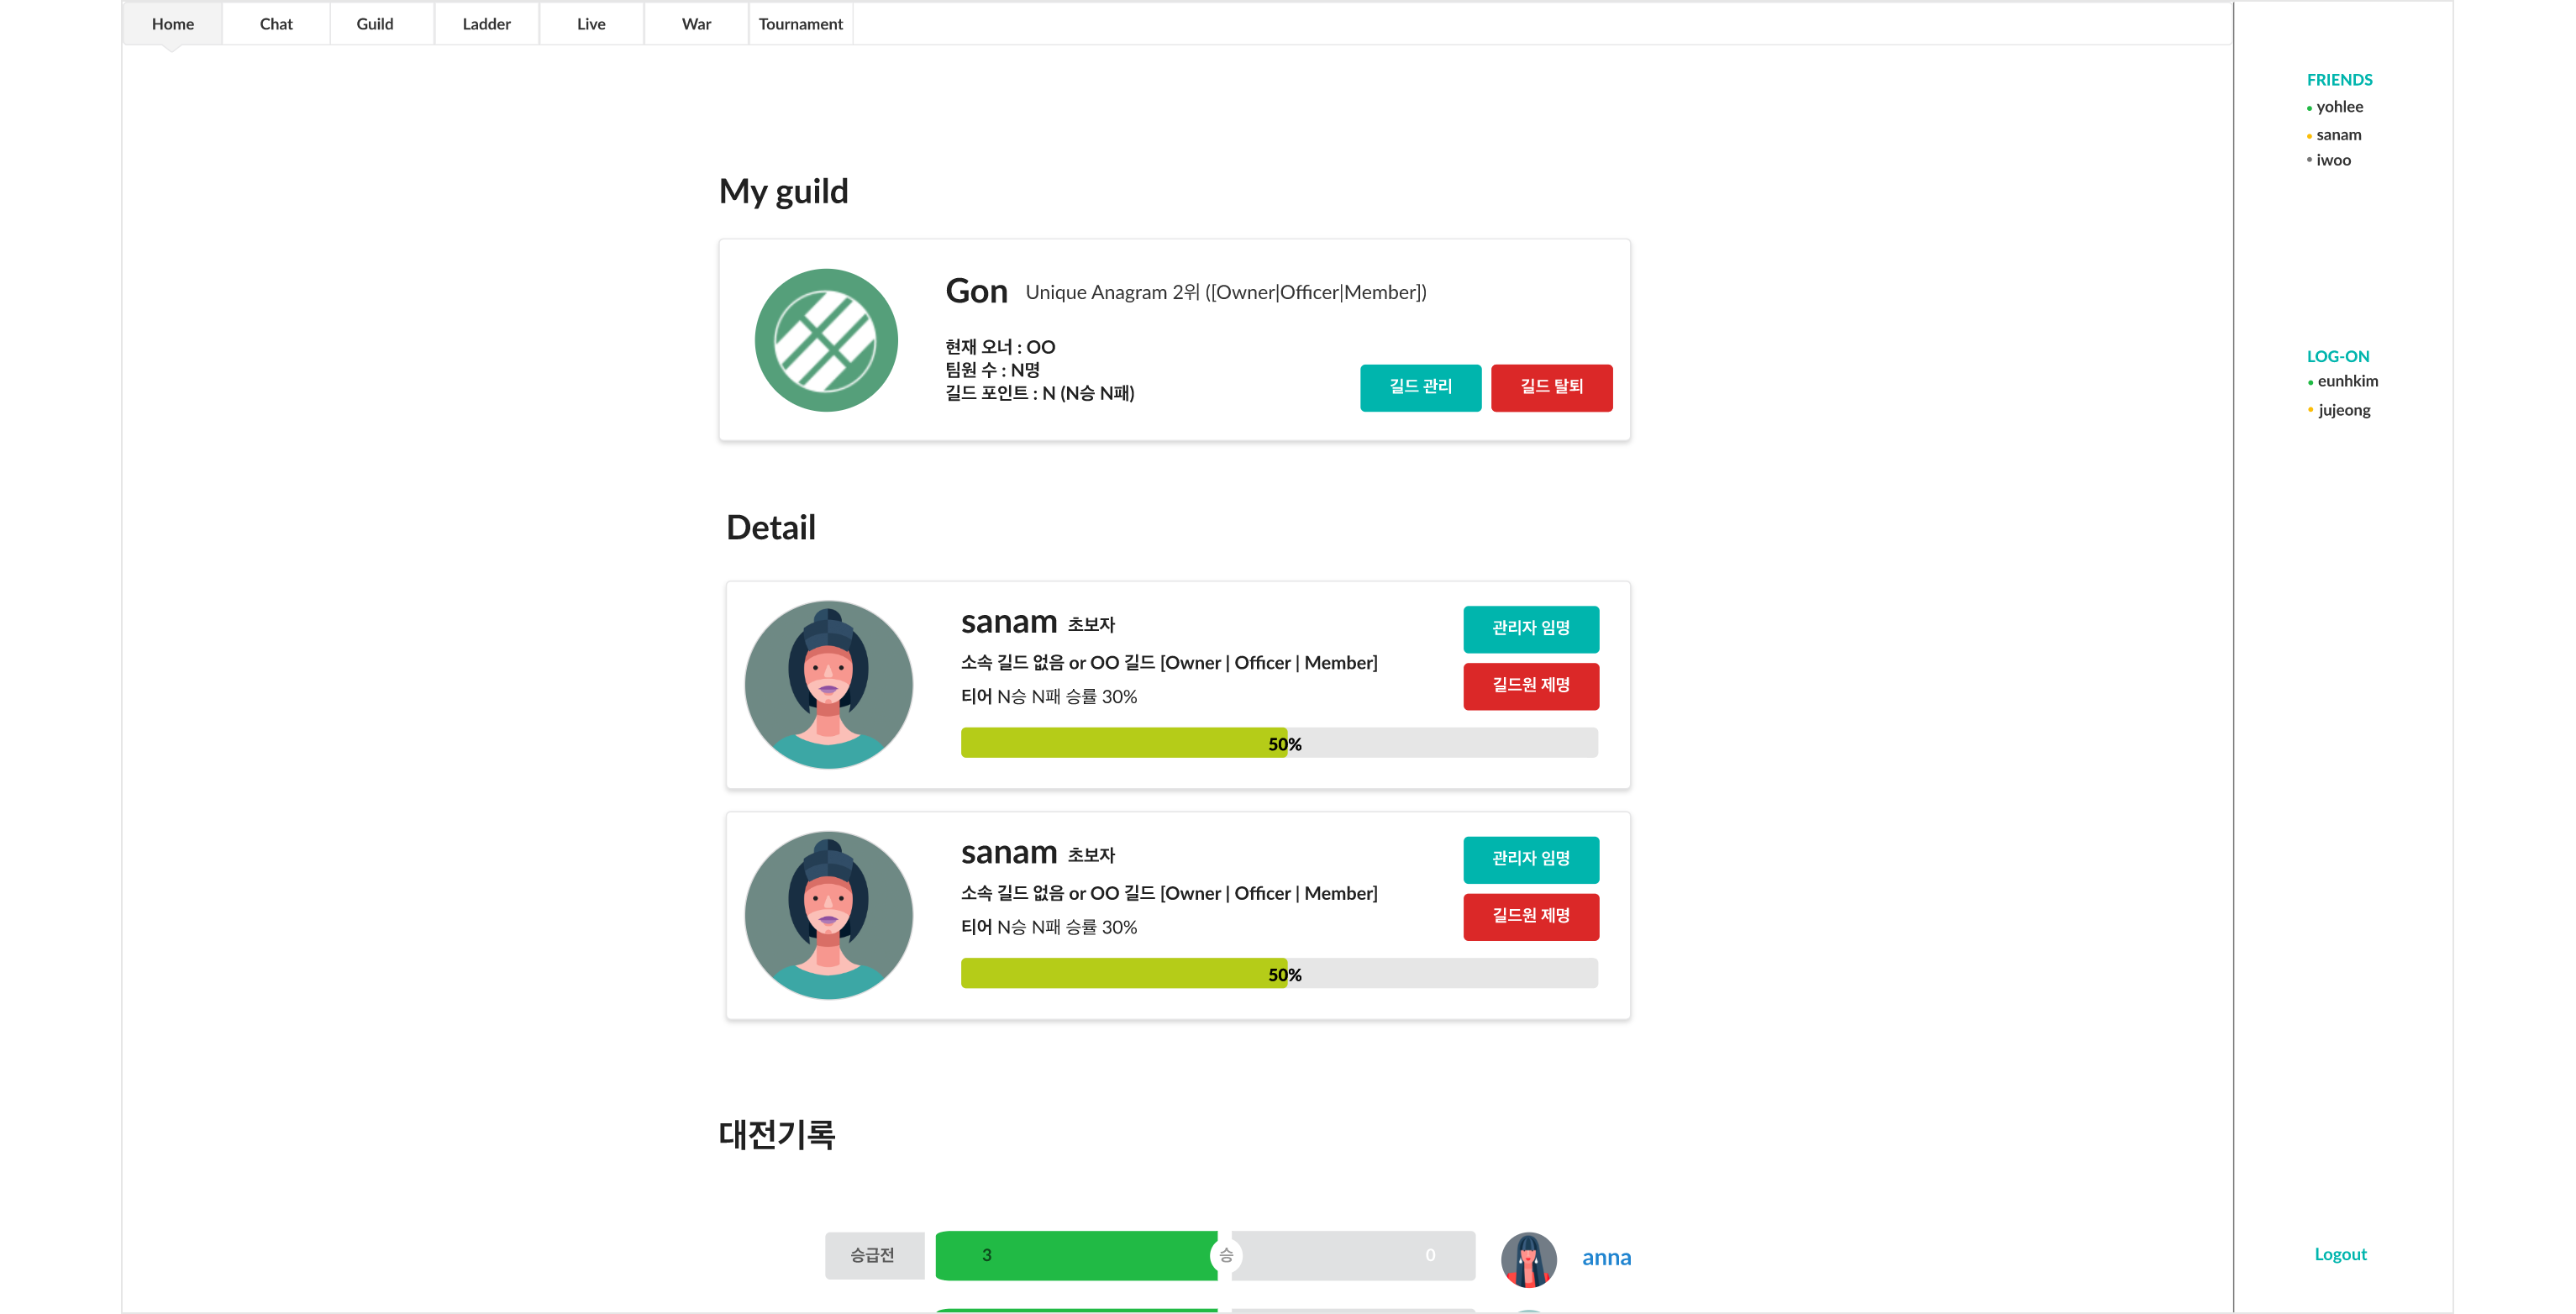 Home
Chat
Guild
Ladder
Live
War
Tournament
My guild
Gon Unique Anagram 2위 ([Owner|Officer|Member])
현재 오너 : OO
팀원 수 : N명
길드 포인트 : N (N승 N패)
길드 관리
길드 탈퇴
Detail
sanam 초보자
소속 길드 없음 or OO 길드 [Owner | Officer | Member]
티어 N승 N패 승률 30%
50%
관리자 임명
길드원 제명
sanam 초보자
소속 길드 없음 or OO 길드 [Owner | Officer | Member]
티어 N승 N패 승률 30%
50%
관리자 임명
길드원 제명
대전기록
승급전
3
승
0
anna
FRIENDS
yohlee
sanam
iwoo
LOG-ON
eunhkim
jujeong
Logout